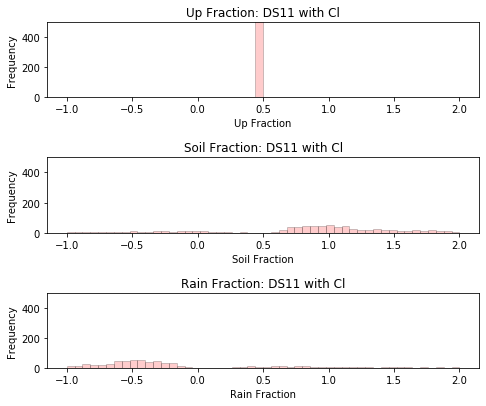 Up Fraction: DS11 with Cl
400
200
0
Frequency
−1.0 −0.5 0.0 0.5 1.0 1.5 2.0
Up Fraction
Soil Fraction: DS11 with Cl
400
200
0
Frequency
−1.0 −0.5 0.0 0.5 1.0 1.5 2.0
Soil Fraction
Rain Fraction: DS11 with Cl
400
200
0
Frequency
−1.0 −0.5 0.0 0.5 1.0 1.5 2.0
Rain Fraction